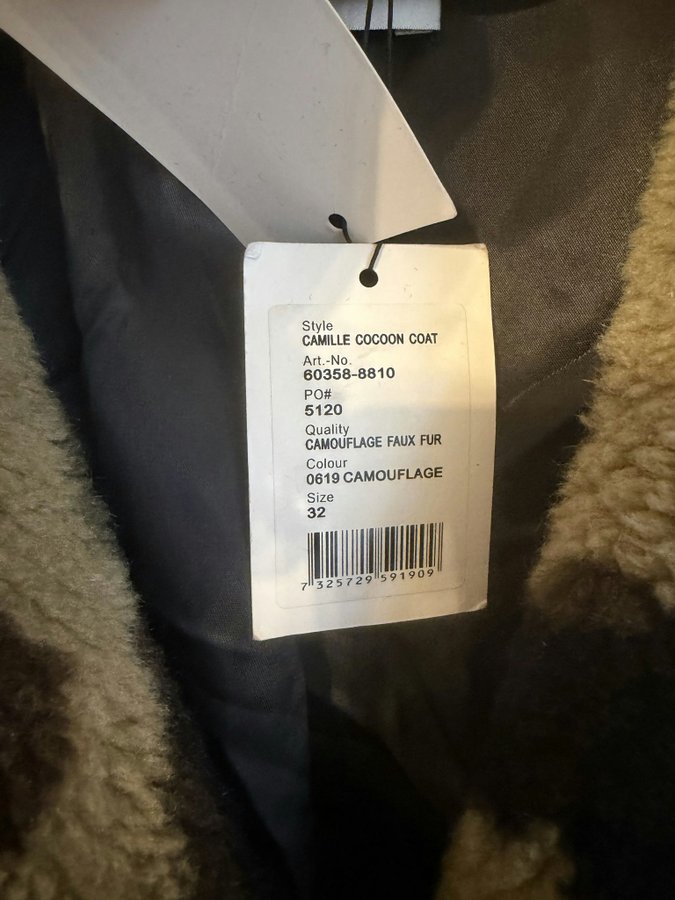 Style
CAMILLE COCOON COAT
Art.-No.
60358-8810
PO#
5120
Quality
CAMOUFLAGE FAUX FUR
Colour
0619 CAMOUFLAGE
Size
32
7 325729 591909